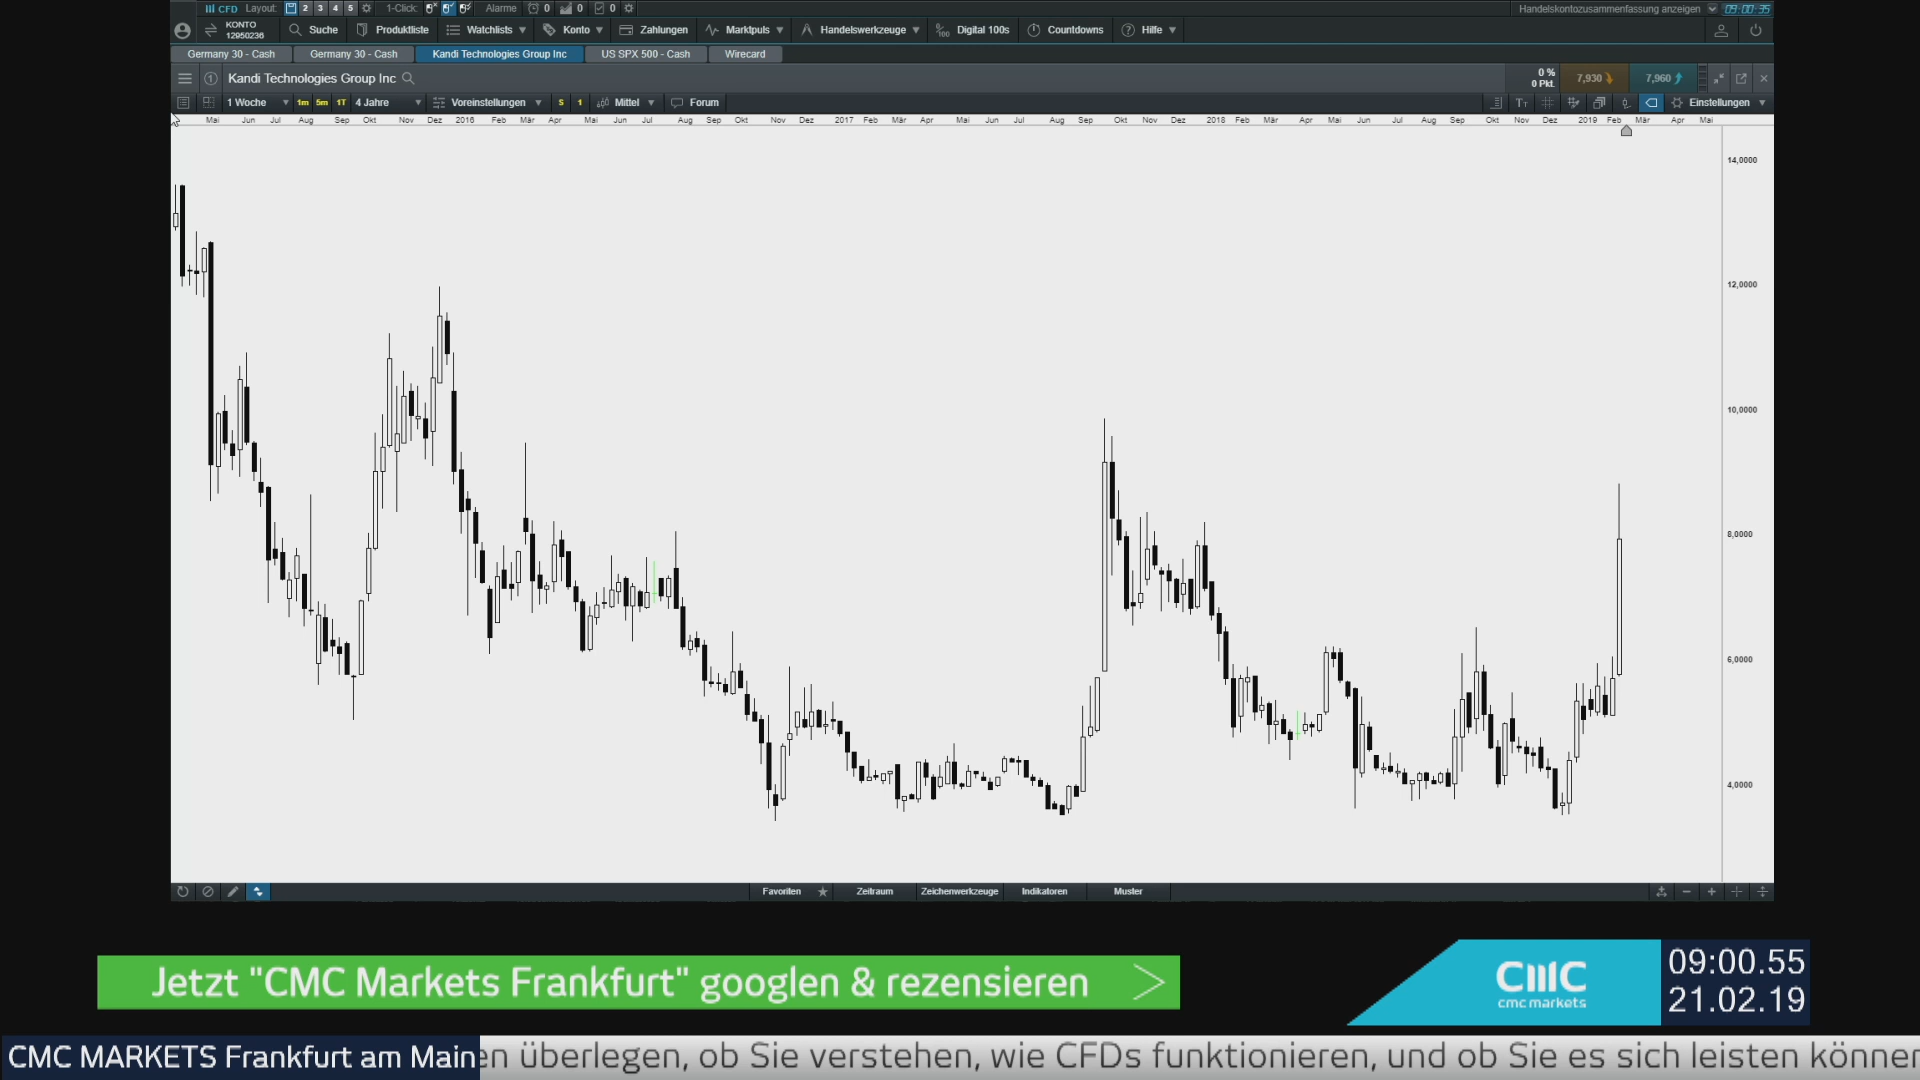 CFD Layout: 2 3 4 5 1-Click: Alarme 0 0 0 Handelskontozusammenfassung anzeigen 09:00:55
KONTO 12950236 Suche Produktliste Watchlists Konto Zahlungen Marktpuls Handelswerkzeuge Digital 100s Countdowns Hilfe
Germany 30 - Cash Germany 30 - Cash Kandi Technologies Group Inc US SPX 500 - Cash Wirecard
1 Kandi Technologies Group Inc 0 % 0 Pkt. 7,930 7,960
1 Woche 1m 5m 1T 4 Jahre Voreinstellungen S 1 Mittel Forum Einstellungen
Mai Jun Jul Aug Sep Okt Nov Dez 2016 Feb Mär Apr Mai Jun Jul Aug Sep Okt Nov Dez 2017 Feb Mär Apr Mai Jun Jul Aug Sep Okt Nov Dez 2018 Feb Mär Apr Mai Jun Jul Aug Sep Okt Nov Dez 2019 Feb Mär Apr Mai
14,0000
12,0000
10,0000
8,0000
6,0000
4,0000
Favoriten Zeitraum Zeichenwerkzeuge Indikatoren Muster
Jetzt "CMC Markets Frankfurt" googlen & rezensieren
CMC
cmc markets
09:00.55
21.02.19
CMC MARKETS Frankfurt am Main en überlegen, ob Sie verstehen, wie CFDs funktionieren, und ob Sie es sich leisten könner